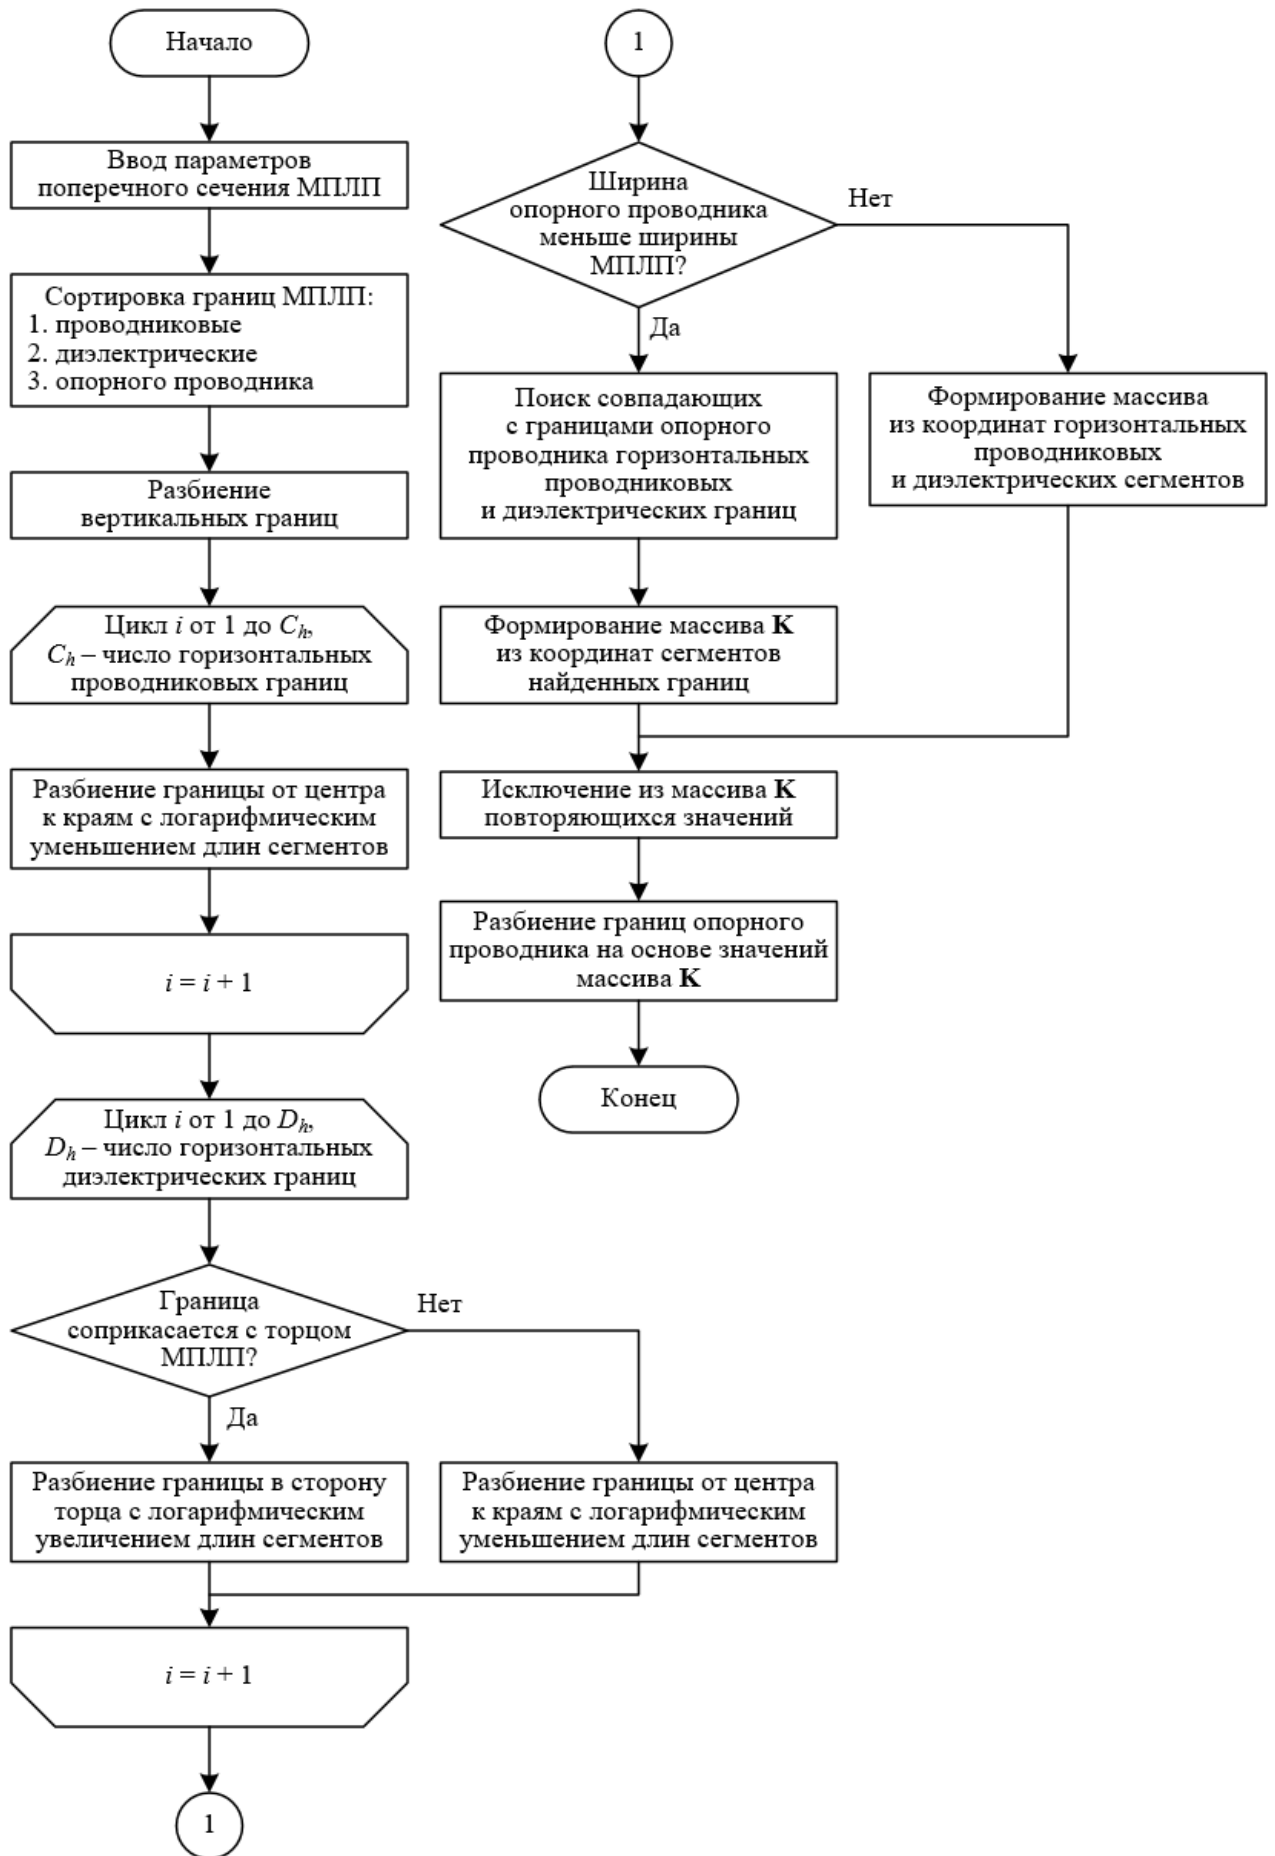 Начало
Ввод параметров
поперечного сечения МПЛП
Сортировка границ МПЛП:
1. проводниковые
2. диэлектрические
3. опорного проводника
Разбиение
вертикальных границ
Цикл i от 1 до Ch,
Ch – число горизонтальных
проводниковых границ
Разбиение границы от центра
к краям с логарифмическим
уменьшением длин сегментов
i = i + 1
Цикл i от 1 до Dh,
Dh – число горизонтальных
диэлектрических границ
Граница
соприкасается с торцом
МПЛП?
Нет
Да
Разбиение границы в сторону
торца с логарифмическим
увеличением длин сегментов
Разбиение границы от центра
к краям с логарифмическим
уменьшением длин сегментов
i = i + 1
1
1
Ширина
опорного проводника
меньше ширины
МПЛП?
Нет
Да
Поиск совпадающих
с границами опорного
проводника горизонтальных
проводниковых
и диэлектрических границ
Формирование массива
из координат горизонтальных
проводниковых
и диэлектрических сегментов
Формирование массива K
из координат сегментов
найденных границ
Исключение из массива K
повторяющихся значений
Разбиение границ опорного
проводника на основе значений
массива K
Конец